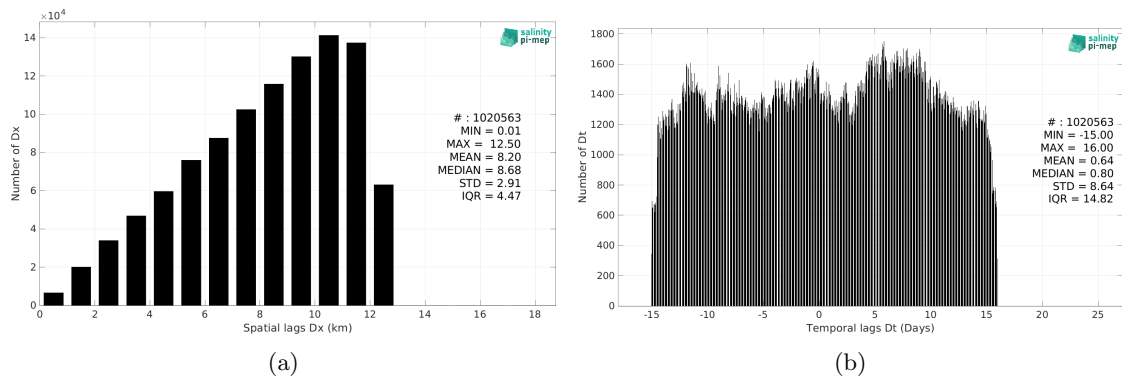 ×10⁴
14
12
10
8
6
4
2
0
Number of Dx
salinity
pi-mep
# : 1020563
MIN = 0.01
MAX = 12.50
MEAN = 8.20
MEDIAN = 8.68
STD = 2.91
IQR = 4.47
0 2 4 6 8 10 12 14 16 18
Spatial lags Dx (km)
(a)
1800
1600
1400
1200
1000
800
600
400
200
0
Number of Dt
salinity
pi-mep
# : 1020563
MIN = -15.00
MAX = 16.00
MEAN = 0.64
MEDIAN = 0.80
STD = 8.64
IQR = 14.82
-15 -10 -5 0 5 10 15 20 25
Temporal lags Dt (Days)
(b)